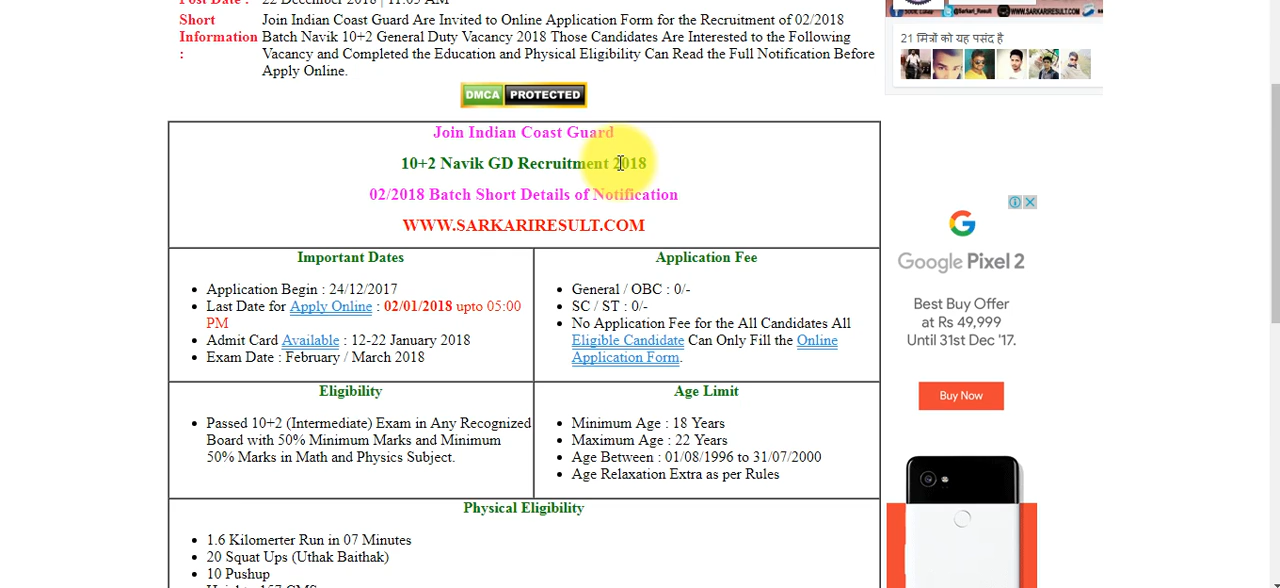 Post Date : 22 December 2018 | 11:05 AM
Short Information : Join Indian Coast Guard Are Invited to Online Application Form for the Recruitment of 02/2018
Batch Navik 10+2 General Duty Vacancy 2018 Those Candidates Are Interested to the Following
Vacancy and Completed the Education and Physical Eligibility Can Read the Full Notification Before
Apply Online.
DMCA PROTECTED
Join Indian Coast Guard
10+2 Navik GD Recruitment 2018
02/2018 Batch Short Details of Notification
WWW.SARKARIRESULT.COM
Important Dates
Application Begin : 24/12/2017
Last Date for Apply Online : 02/01/2018 upto 05:00
PM
Admit Card Available : 12-22 January 2018
Exam Date : February / March 2018
Application Fee
General / OBC : 0/-
SC / ST : 0/-
No Application Fee for the All Candidates All
Eligible Candidate Can Only Fill the Online
Application Form.
Eligibility
Passed 10+2 (Intermediate) Exam in Any Recognized
Board with 50% Minimum Marks and Minimum
50% Marks in Math and Physics Subject.
Age Limit
Minimum Age : 18 Years
Maximum Age : 22 Years
Age Between : 01/08/1996 to 31/07/2000
Age Relaxation Extra as per Rules
Physical Eligibility
1.6 Kilomerter Run in 07 Minutes
20 Squat Ups (Uthak Baithak)
10 Pushup
@Sarkari_Result
WWW.SARKARIRESULT.COM
21 मित्रों को यह पसंद है
Google Pixel 2
Best Buy Offer
at Rs 49,999
Until 31st Dec '17.
Buy Now